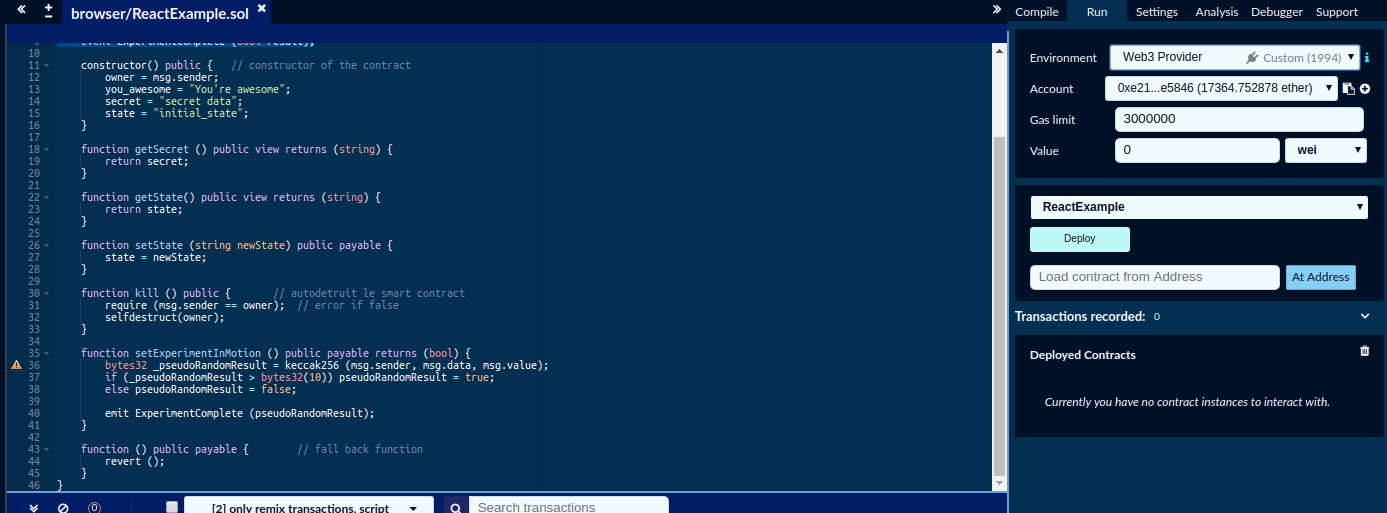 browser/ReactExample.sol
Compile Run Settings Analysis Debugger Support
9 event ExperimentComplete (bool result);
10
11 constructor() public { // constructor of the contract
12 owner = msg.sender;
13 you_awesome = "You're awesome";
14 secret = "secret data";
15 state = "initial_state";
16 }
17
18 function getSecret () public view returns (string) {
19 return secret;
20 }
21
22 function getState() public view returns (string) {
23 return state;
24 }
25
26 function setState (string newState) public payable {
27 state = newState;
28 }
29
30 function kill () public { // autodetruit le smart contract
31 require (msg.sender == owner); // error if false
32 selfdestruct(owner);
33 }
34
35 function setExperimentInMotion () public payable returns (bool) {
36 bytes32 _pseudoRandomResult = keccak256 (msg.sender, msg.data, msg.value);
37 if (_pseudoRandomResult > bytes32(10)) pseudoRandomResult = true;
38 else pseudoRandomResult = false;
39
40 emit ExperimentComplete (pseudoRandomResult);
41 }
42
43 function () public payable { // fall back function
44 revert ();
45 }
46 }
0
[2] only remix transactions, script
Search transactions
Environment Web3 Provider Custom (1994)
Account 0xe21...e5846 (17364.752878 ether)
Gas limit 3000000
Value 0 wei
ReactExample
Deploy
Load contract from Address At Address
Transactions recorded: 0
Deployed Contracts
Currently you have no contract instances to interact with.